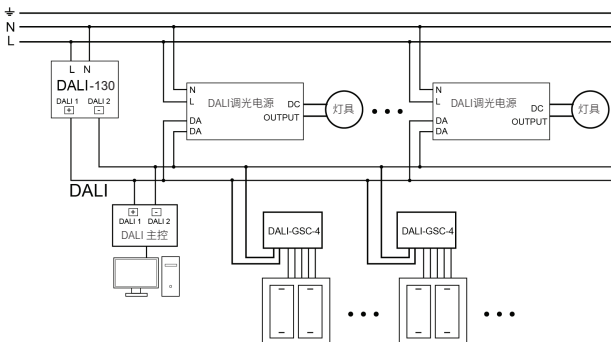 N
L
L N
DALI-130
DALI 1 DALI 2
+ -
N
L
DALI调光电源
DC
OUTPUT
DA
DA
灯具
N
L
DALI调光电源
DC
OUTPUT
DA
DA
灯具
DALI
+ -
DALI 1 DALI 2
DALI 主控
DALI-GSC-4
DALI-GSC-4